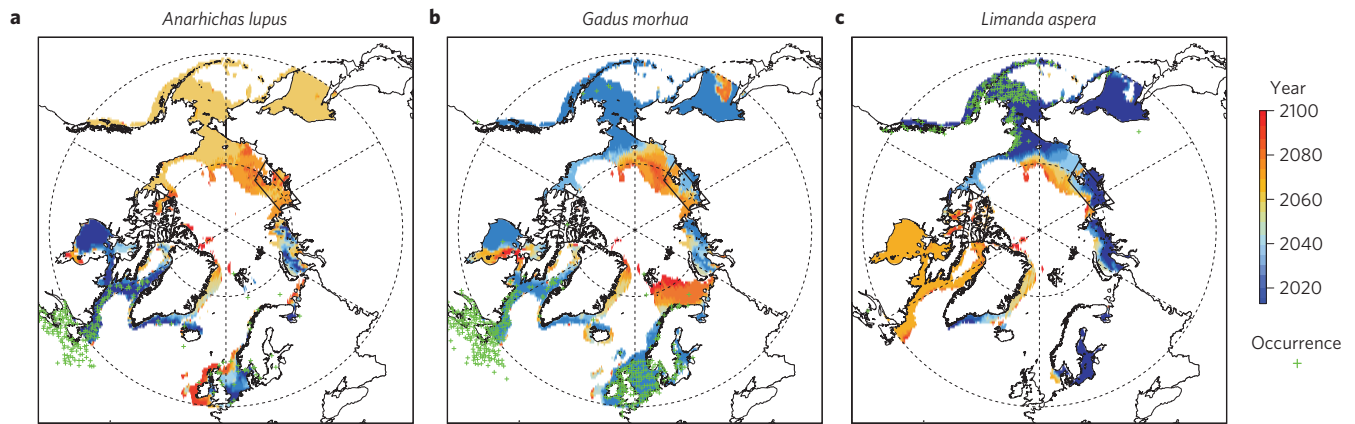 a
Anarhichas lupus
b
Gadus morhua
c
Limanda aspera
Year
2100
2080
2060
2040
2020
Occurrence
+